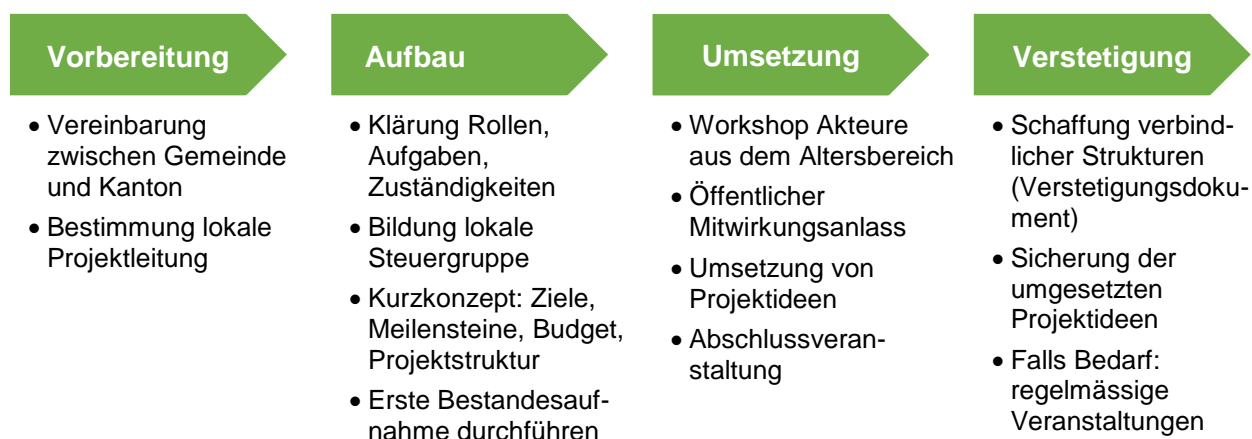 Vorbereitung
• Vereinbarung
zwischen Gemeinde
und Kanton
• Bestimmung lokale
Projektleitung
Aufbau
• Klärung Rollen,
Aufgaben,
Zuständigkeiten
• Bildung lokale
Steuergruppe
• Kurzkonzept: Ziele,
Meilensteine, Budget,
Projektstruktur
• Erste Bestandesauf-
nahme durchführen
Umsetzung
• Workshop Akteure
aus dem Altersbereich
• Öffentlicher
Mitwirkungsanlass
• Umsetzung von
Projektideen
• Abschlussveran-
staltung
Verstetigung
• Schaffung verbind-
licher Strukturen
(Verstetigungsdoku-
ment)
• Sicherung der
umgesetzten
Projektideen
• Falls Bedarf:
regelmässige
Veranstaltungen